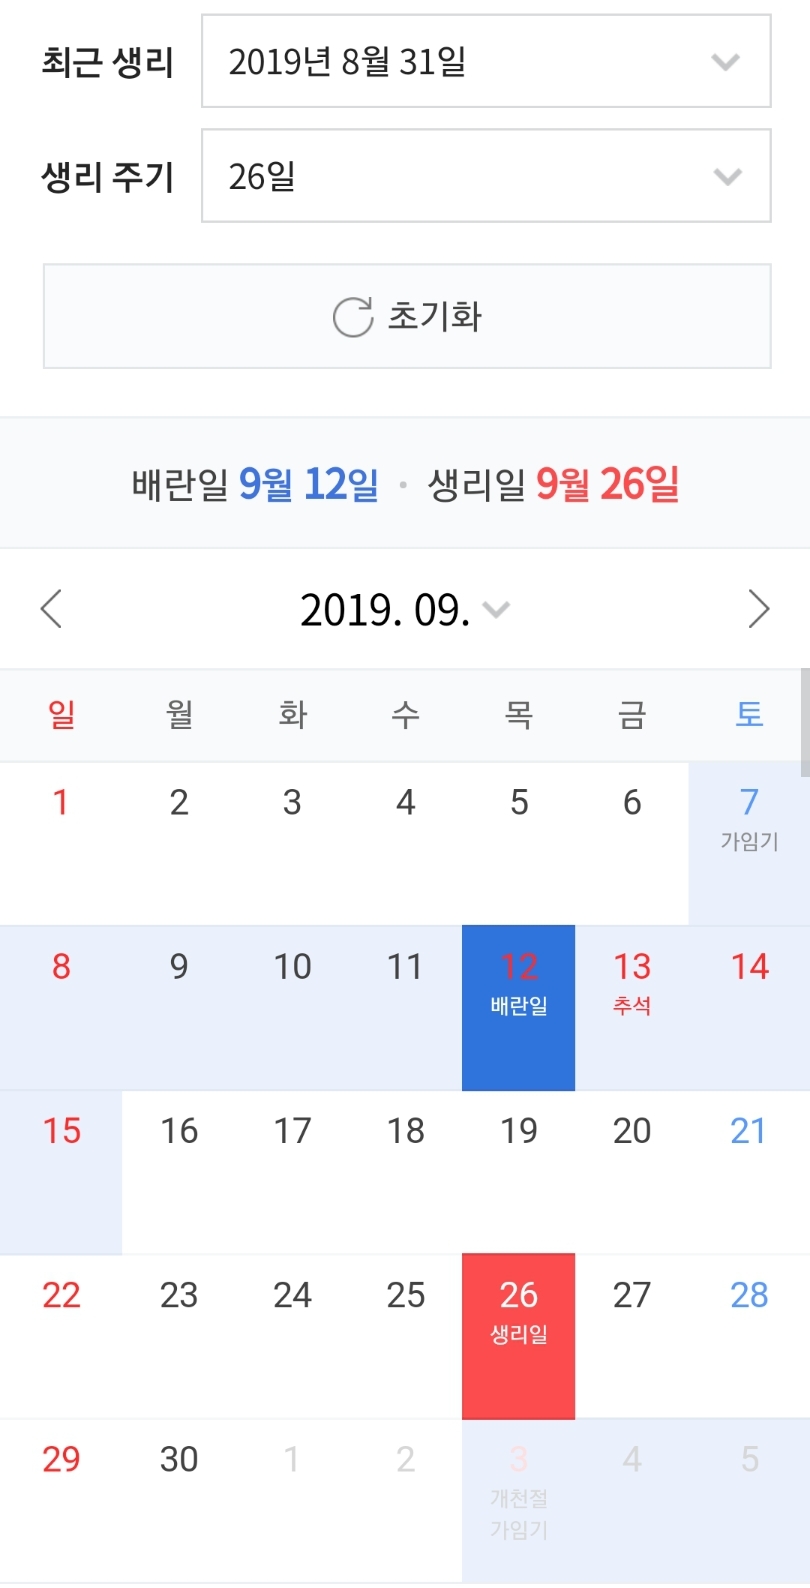 최근 생리 2019년 8월 31일
생리 주기 26일
초기화
배란일 9월 12일 · 생리일 9월 26일
2019. 09.
일 월 화 수 목 금 토
1 2 3 4 5 6 7
가임기
8 9 10 11 12 13 14
배란일 추석
15 16 17 18 19 20 21
22 23 24 25 26 27 28
생리일
29 30 1 2 3 4 5
개천절
가임기